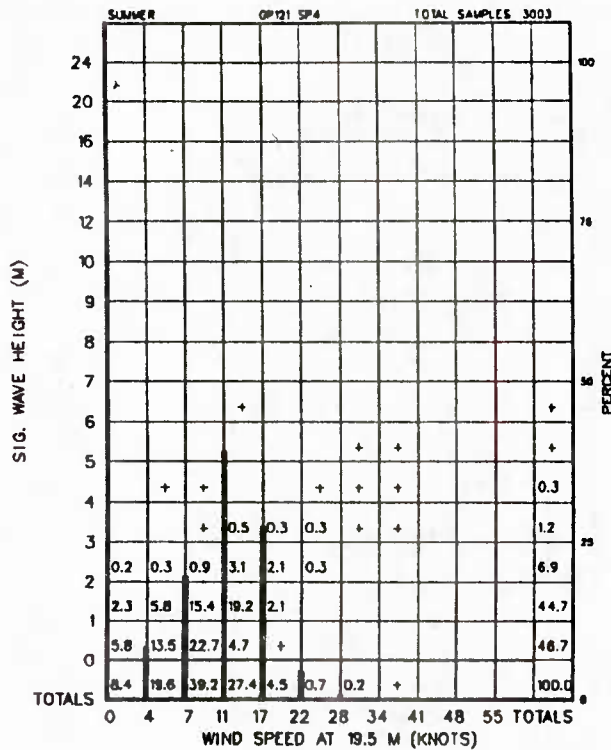 SUMMER OP121 SP4 TOTAL SAMPLES 3003
24 100
20
16
14
12 75
10
9
8
7 50
6 + +
5 + + +
4 + + + + + 0.3
3 + 0.5 0.3 0.3 + + 1.2
2 25
0.2 0.3 0.9 3.1 2.1 0.3 6.9
2.3 5.8 15.4 19.2 2.1 44.7
1
5.8 13.5 22.7 4.7 + 46.7
0
TOTALS 8.4 19.6 39.2 27.4 4.5 0.7 0.2 + 100.0 0
0 4 7 11 17 22 28 34 41 48 55 TOTALS
WIND SPEED AT 19.5 M (KNOTS)
SIG. WAVE HEIGHT (M)
PERCENT